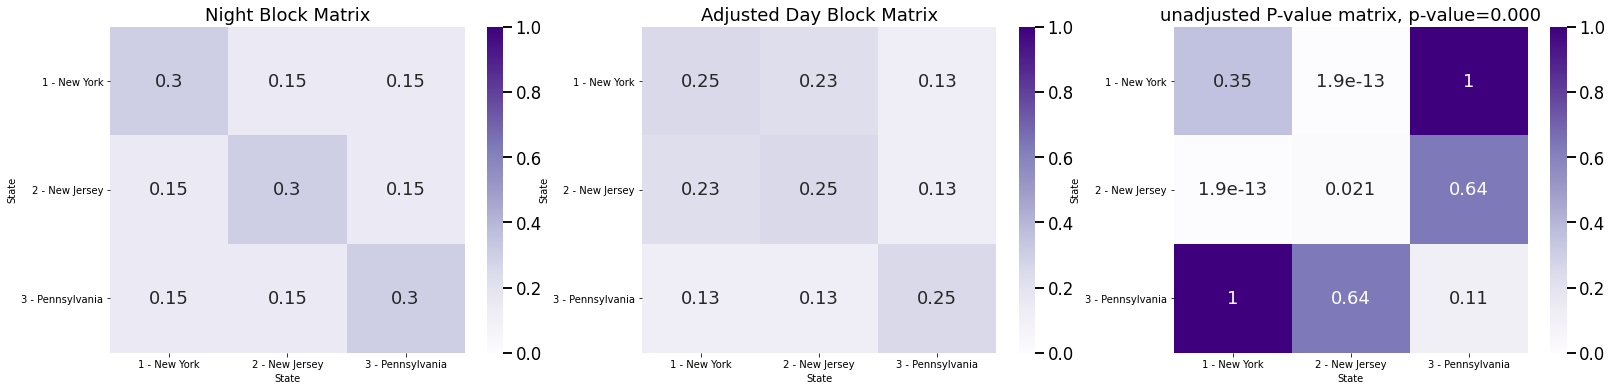 Night Block Matrix
State
1 - New York
2 - New Jersey
3 - Pennsylvania
0.3 0.15 0.15
0.15 0.3 0.15
0.15 0.15 0.3
1 - New York 2 - New Jersey 3 - Pennsylvania
State
1.0
0.8
0.6
0.4
0.2
0.0
Adjusted Day Block Matrix
State
1 - New York
2 - New Jersey
3 - Pennsylvania
0.25 0.23 0.13
0.23 0.25 0.13
0.13 0.13 0.25
1 - New York 2 - New Jersey 3 - Pennsylvania
State
1.0
0.8
0.6
0.4
0.2
0.0
unadjusted P-value matrix, p-value=0.000
State
1 - New York
2 - New Jersey
3 - Pennsylvania
0.35 1.9e-13 1
1.9e-13 0.021 0.64
1 0.64 0.11
1 - New York 2 - New Jersey 3 - Pennsylvania
State
1.0
0.8
0.6
0.4
0.2
0.0